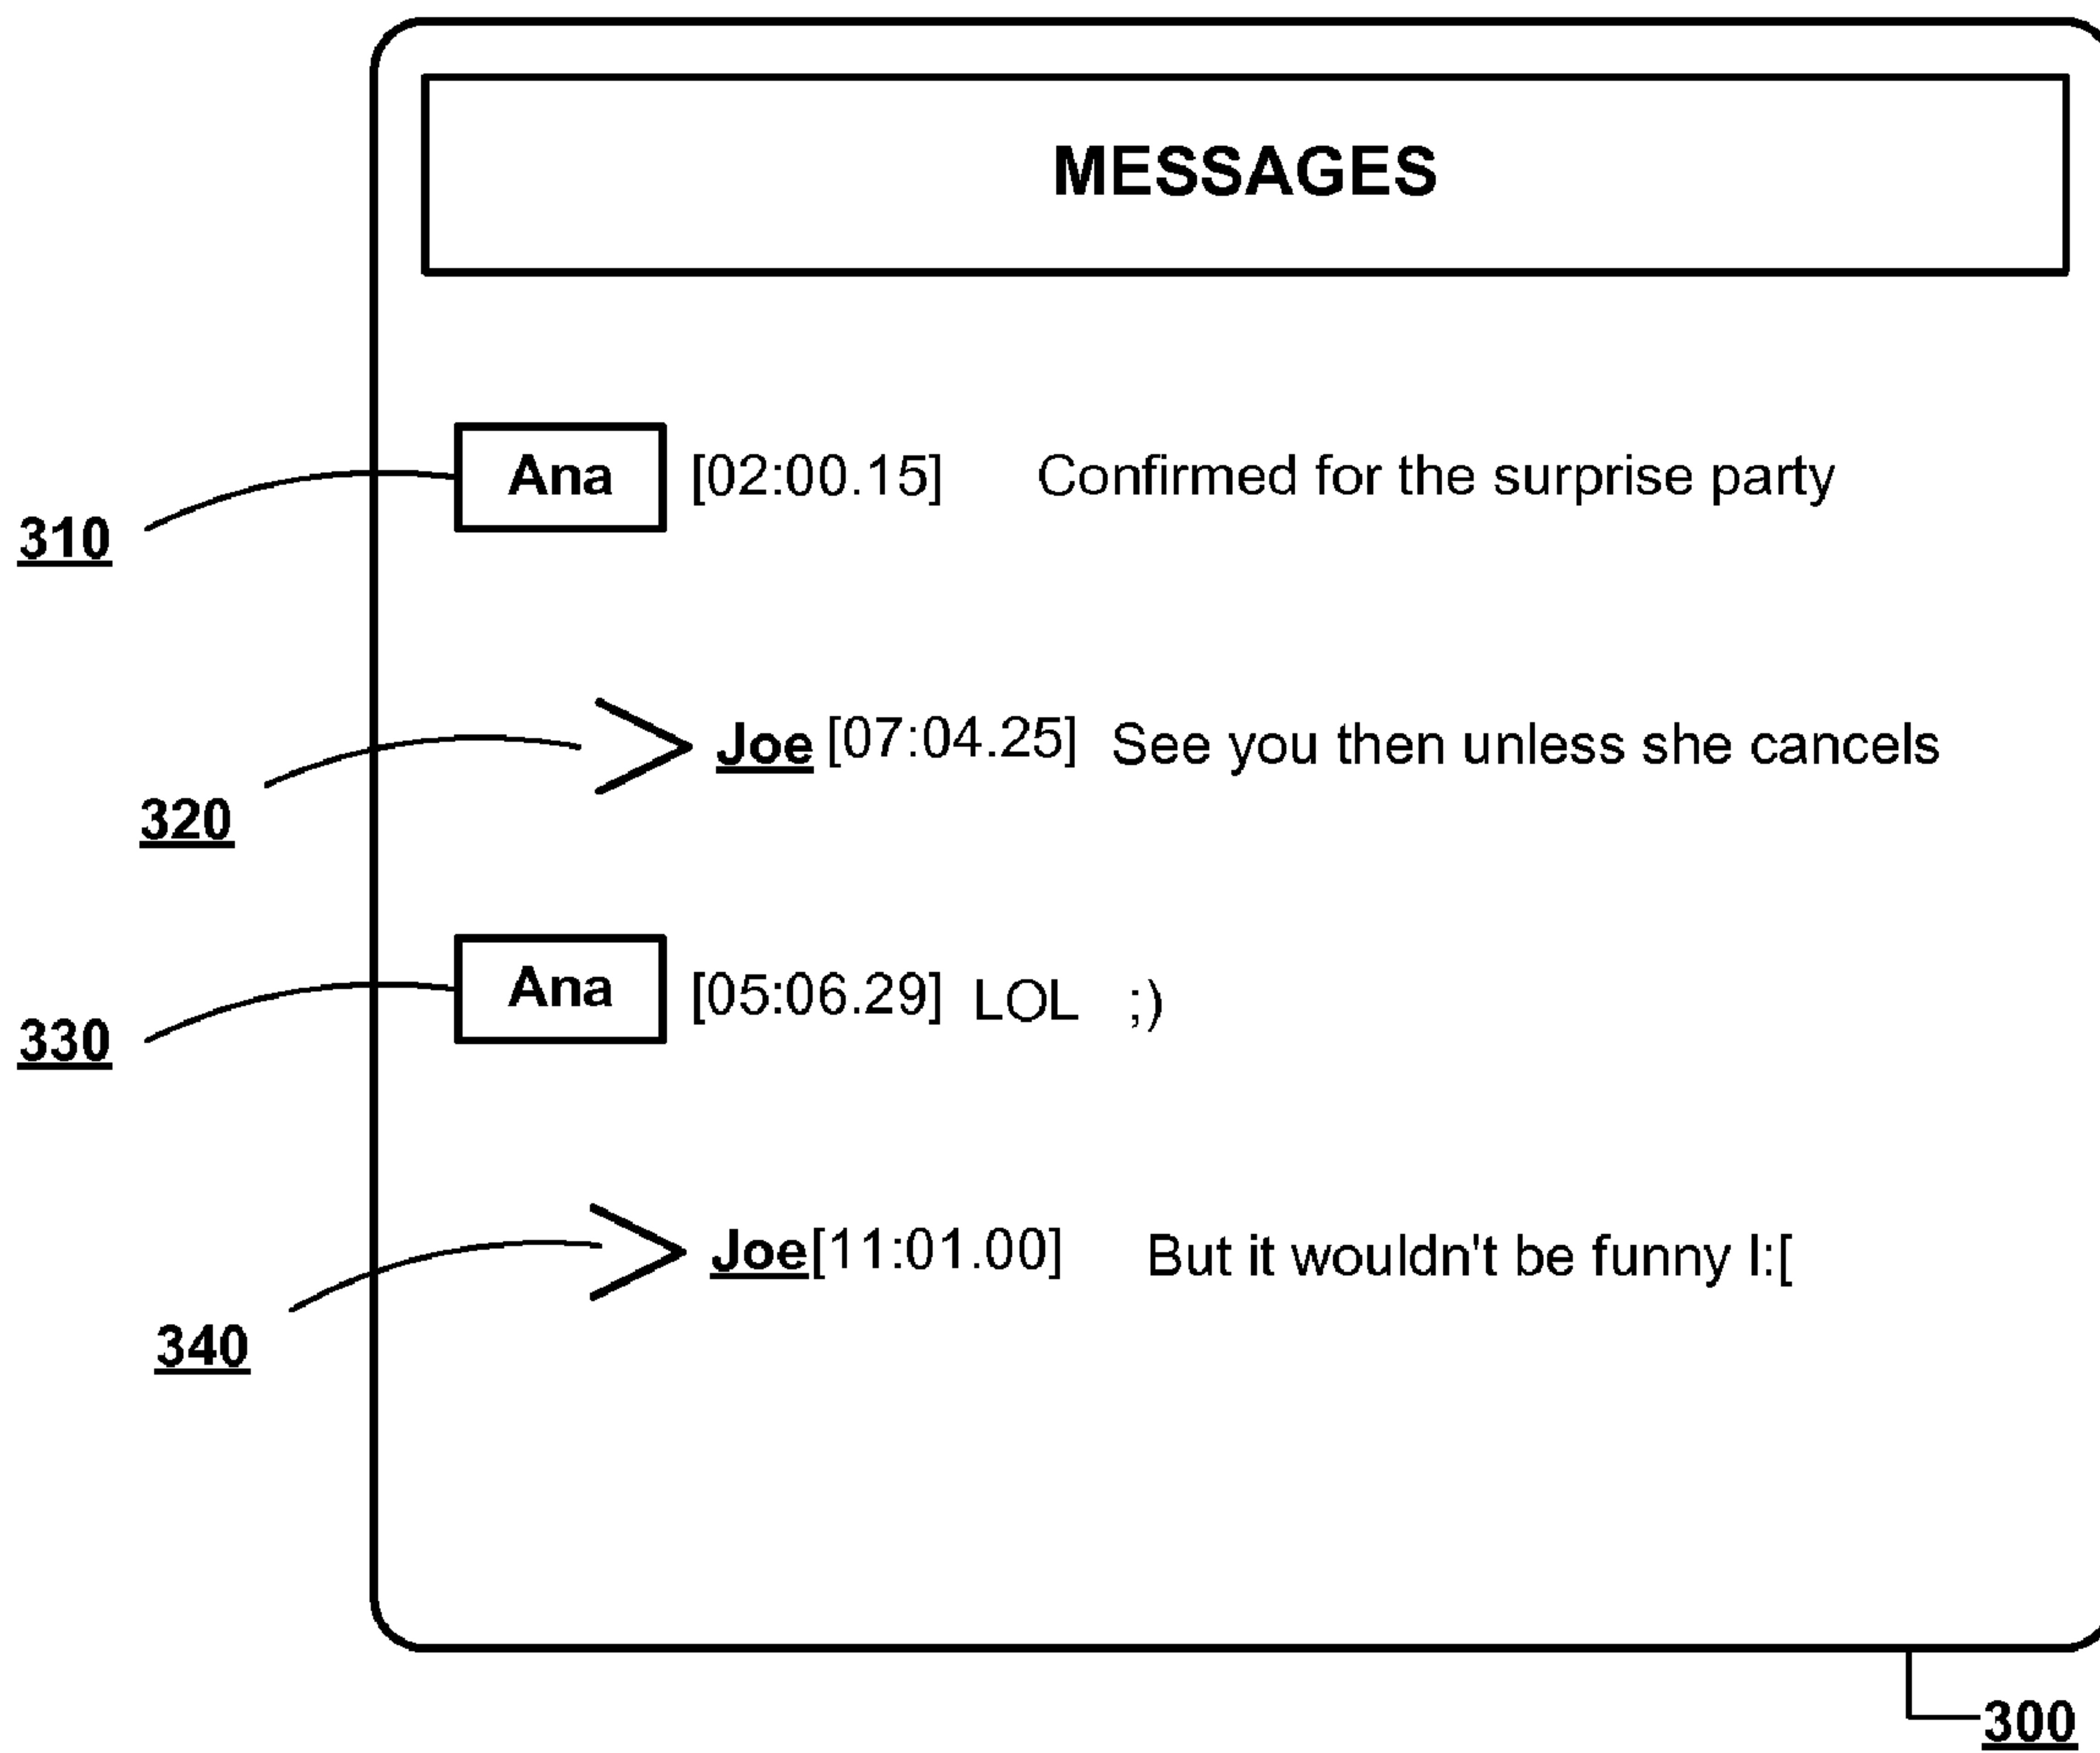 MESSAGES
Ana [02:00.15] Confirmed for the surprise party
310
Joe [07:04.25] See you then unless she cancels
320
Ana [05:06.29] LOL ;)
330
Joe[11:01.00] But it wouldn't be funny I:[
340
300